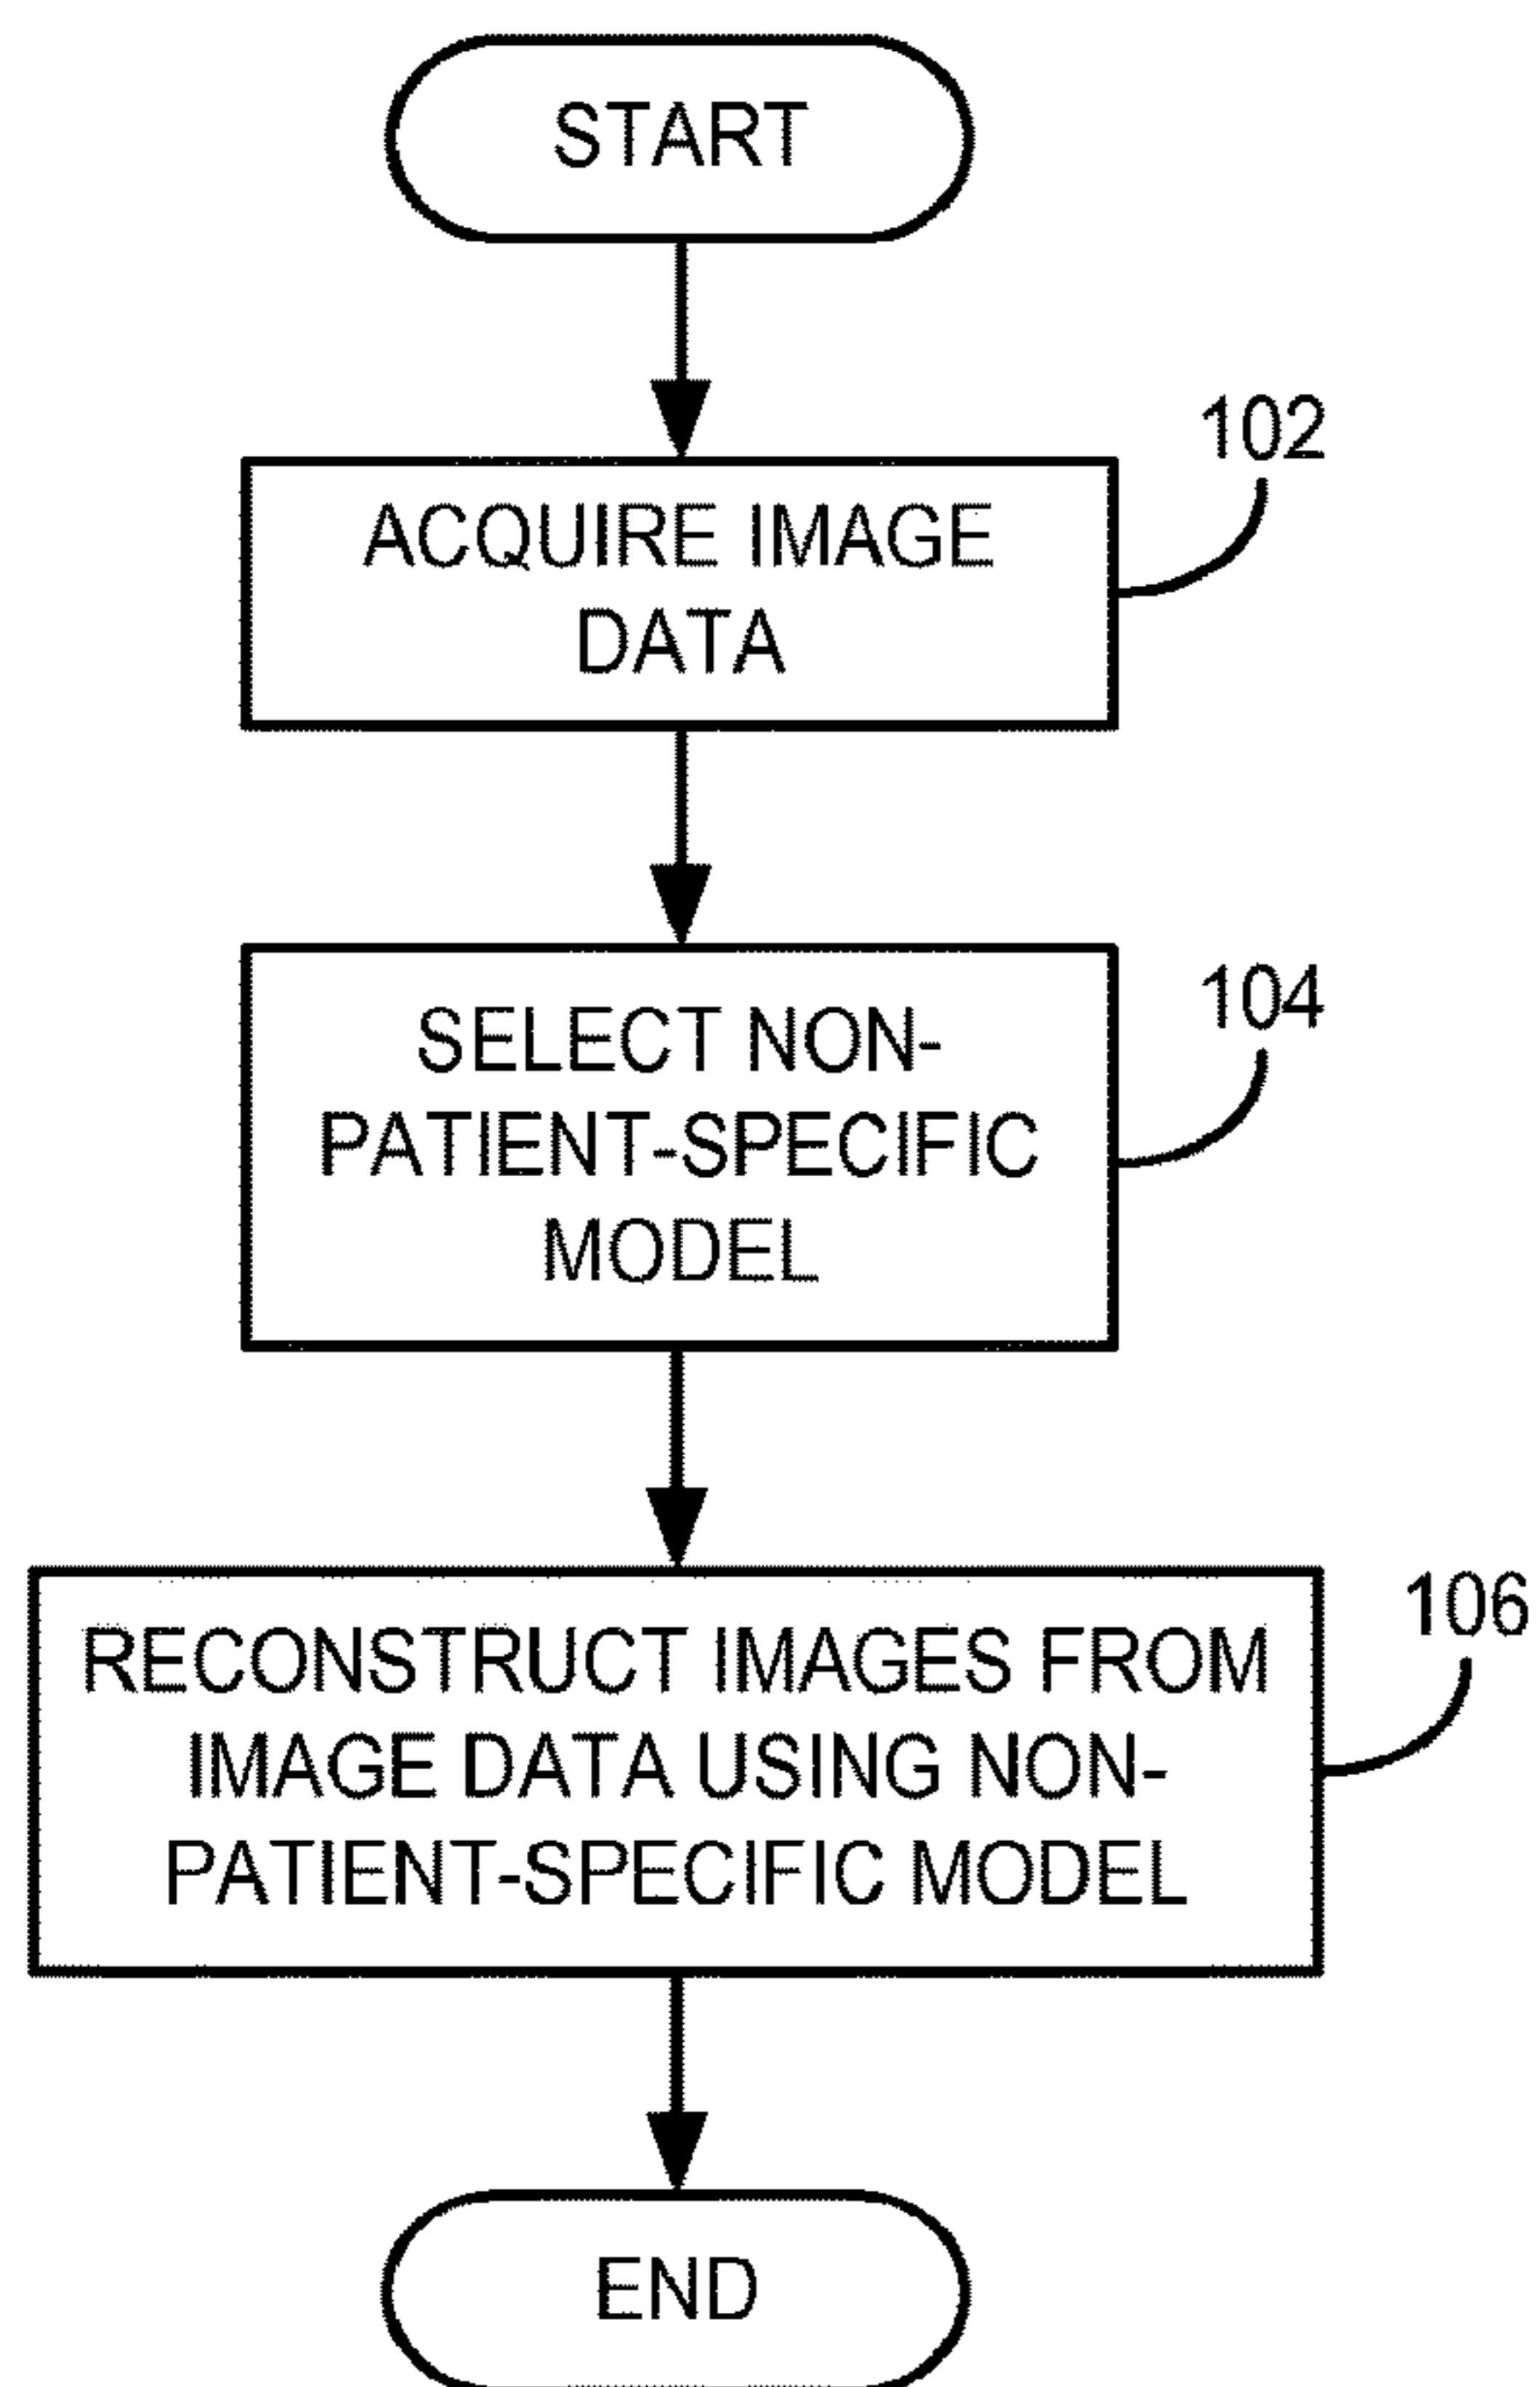 START
102
ACQUIRE IMAGE
DATA
104
SELECT NON-
PATIENT-SPECIFIC
MODEL
106
RECONSTRUCT IMAGES FROM
IMAGE DATA USING NON-
PATIENT-SPECIFIC MODEL
END